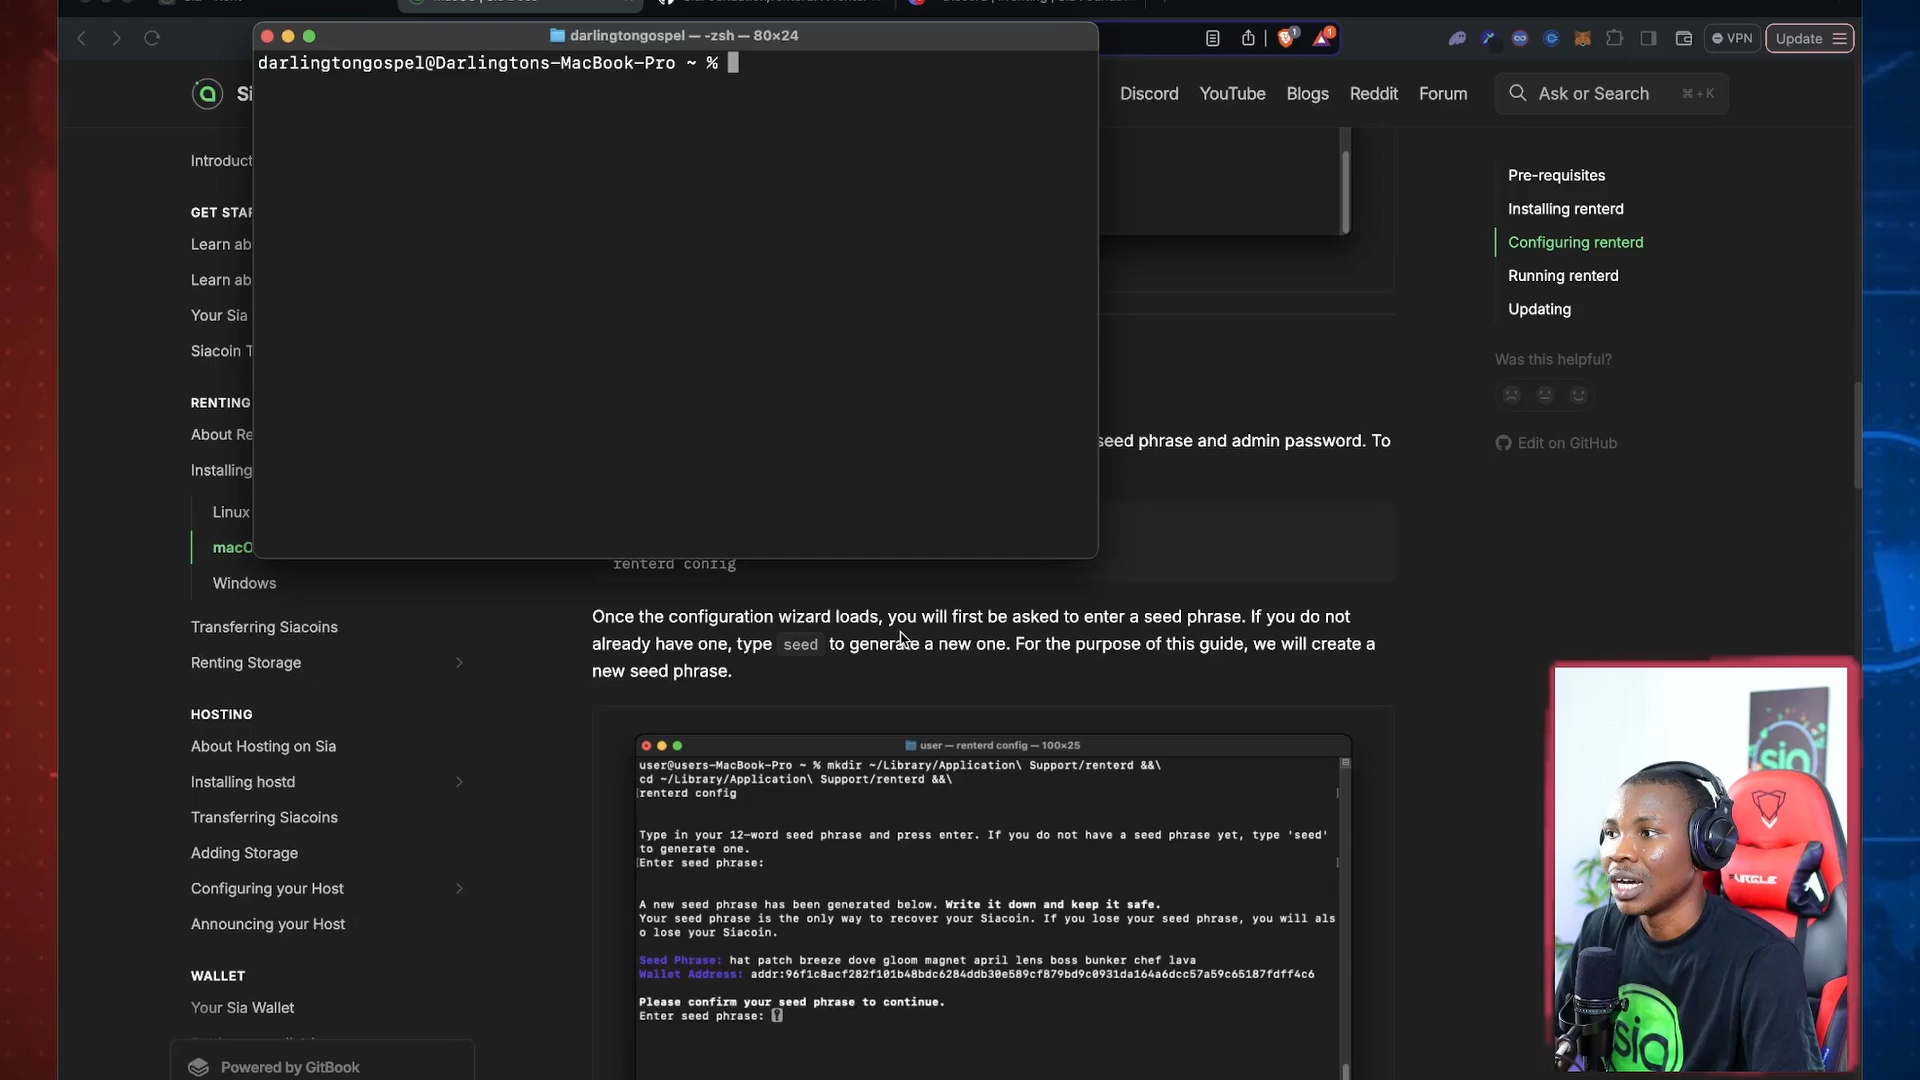 darlingtongospel — -zsh — 80×24
darlingtongospel@Darlingtons-MacBook-Pro ~ %
VPN
Update
Discord
YouTube
Blogs
Reddit
Forum
Ask or Search
⌘ + K
Introduct
GET STAR
Learn ab
Learn ab
Your Sia
Siacoin T
RENTING
About Re
Installing
Linux
macO
Windows
Transferring Siacoins
Renting Storage
HOSTING
About Hosting on Sia
Installing hostd
Transferring Siacoins
Adding Storage
Configuring your Host
Announcing your Host
WALLET
Your Sia Wallet
Powered by GitBook
seed phrase and admin password. To
renterd config
Once the configuration wizard loads, you will first be asked to enter a seed phrase. If you do not
already have one, type seed to generate a new one. For the purpose of this guide, we will create a
new seed phrase.
user — renterd config — 100×25
user@users-MacBook-Pro ~ % mkdir ~/Library/Application\ Support/renterd &&\
cd ~/Library/Application\ Support/renterd &&\
renterd config
Type in your 12-word seed phrase and press enter. If you do not have a seed phrase yet, type 'seed'
to generate one.
Enter seed phrase:
A new seed phrase has been generated below. Write it down and keep it safe.
Your seed phrase is the only way to recover your Siacoin. If you lose your seed phrase, you will als
o lose your Siacoin.
Seed Phrase: hat patch breeze dove gloom magnet april lens boss bunker chef lava
Wallet Address: addr:96f1c8acf282f101b48bdc6284ddb30e589cf879bd9c0931da164a6dcc57a59c65187fdff4c6
Please confirm your seed phrase to continue.
Enter seed phrase:
Pre-requisites
Installing renterd
Configuring renterd
Running renterd
Updating
Was this helpful?
Edit on GitHub
sia
sia